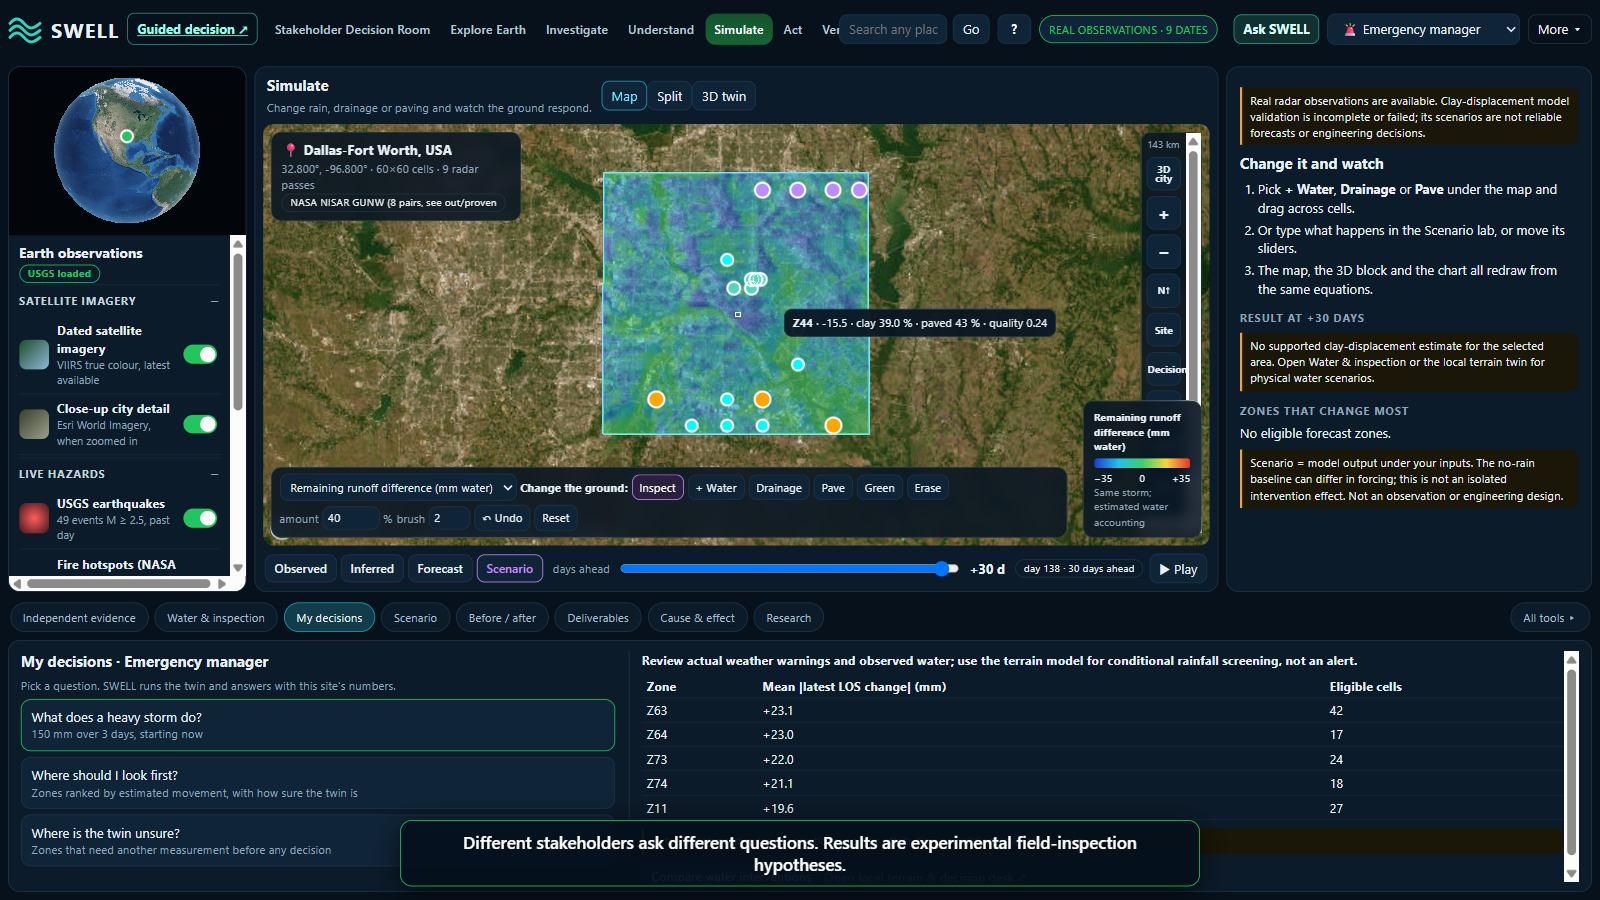 SWELL
Guided decision ↗
Stakeholder Decision Room
Explore Earth
Investigate
Understand
Simulate
Act
Ver
Search any plac
Go
?
REAL OBSERVATIONS · 9 DATES
Ask SWELL
Emergency manager
More
Earth observations
USGS loaded
SATELLITE IMAGERY
Dated satellite
imagery
VIIRS true colour, latest
available
Close-up city detail
Esri World Imagery,
when zoomed in
LIVE HAZARDS
USGS earthquakes
49 events M ≥ 2.5, past
day
Fire hotspots (NASA
Simulate
Change rain, drainage or paving and watch the ground respond.
Map
Split
3D twin
Dallas-Fort Worth, USA
32.800°, -96.800° · 60×60 cells · 9 radar
passes
NASA NISAR GUNW (8 pairs, see out/proven
143 km
3D
city
+
−
N↑
Site
Decision
Z44 · -15.5 · clay 39.0 % · paved 43 % · quality 0.24
Remaining runoff
difference (mm
water)
−35 0 +35
Same storm;
estimated water
accounting
Remaining runoff difference (mm water)
Change the ground:
Inspect
+ Water
Drainage
Pave
Green
Erase
amount 40 % brush 2
Undo
Reset
Observed
Inferred
Forecast
Scenario
days ahead
+30 d
day 138 · 30 days ahead
Play
Real radar observations are available. Clay-displacement model
validation is incomplete or failed; its scenarios are not reliable
forecasts or engineering decisions.
Change it and watch
1. Pick + Water, Drainage or Pave under the map and
drag across cells.
2. Or type what happens in the Scenario lab, or move its
sliders.
3. The map, the 3D block and the chart all redraw from
the same equations.
RESULT AT +30 DAYS
No supported clay-displacement estimate for the selected
area. Open Water & inspection or the local terrain twin for
physical water scenarios.
ZONES THAT CHANGE MOST
No eligible forecast zones.
Scenario = model output under your inputs. The no-rain
baseline can differ in forcing; this is not an isolated
intervention effect. Not an observation or engineering design.
Independent evidence
Water & inspection
My decisions
Scenario
Before / after
Deliverables
Cause & effect
Research
All tools
My decisions · Emergency manager
Pick a question. SWELL runs the twin and answers with this site's numbers.
What does a heavy storm do?
150 mm over 3 days, starting now
Where should I look first?
Zones ranked by estimated movement, with how sure the twin is
Where is the twin unsure?
Zones that need another measurement before any decision
Review actual weather warnings and observed water; use the terrain model for conditional rainfall screening, not an alert.
Zone Mean |latest LOS change| (mm) Eligible cells
Z63 +23.1 42
Z64 +23.0 17
Z73 +22.0 24
Z74 +21.1 18
Z11 +19.6 27
Different stakeholders ask different questions. Results are experimental field-inspection
hypotheses.